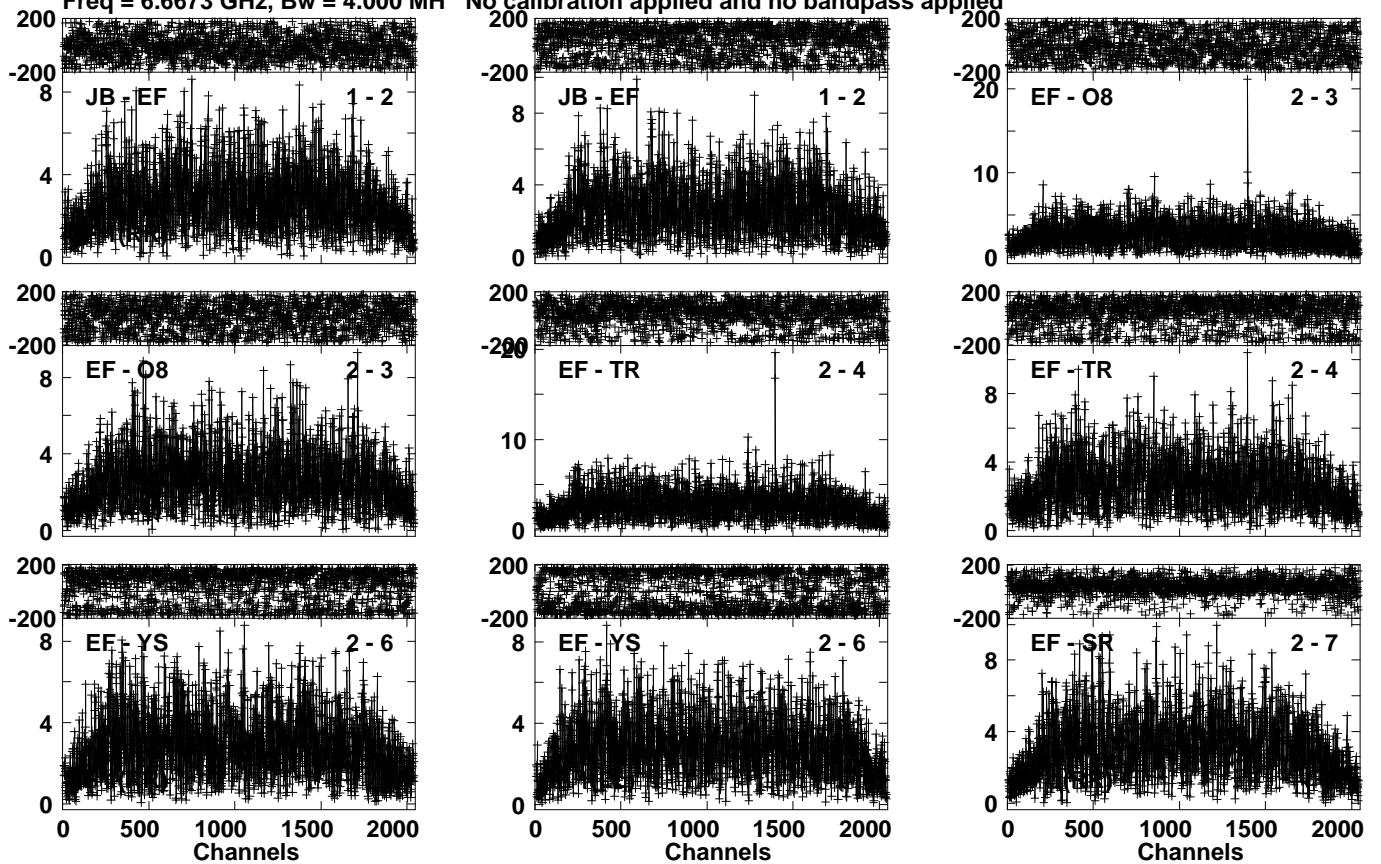 Freq = 6.6673 GHz, Bw = 4.000 MH No calibration applied and no bandpass applied
200 200 200
-200 -200
8 JB - EF 1 - 2 8 JB - EF 1 - 2 20 EF - O8 2 - 3
4 4 10
0 0 0
200 200 200
-200 -200
8 EF - O8 2 - 3 20 EF - TR 2 - 4 8 EF - TR 2 - 4
4 10 4
0 0 0
200 200 200
-200 -200 -200
8 EF - YS 2 - 6 8 EF - YS 2 - 6 8 EF - SR 2 - 7
4 4 4
0 0 0
0 500 1000 1500 2000 0 500 1000 1500 2000 0 500 1000 1500 2000
Channels Channels Channels